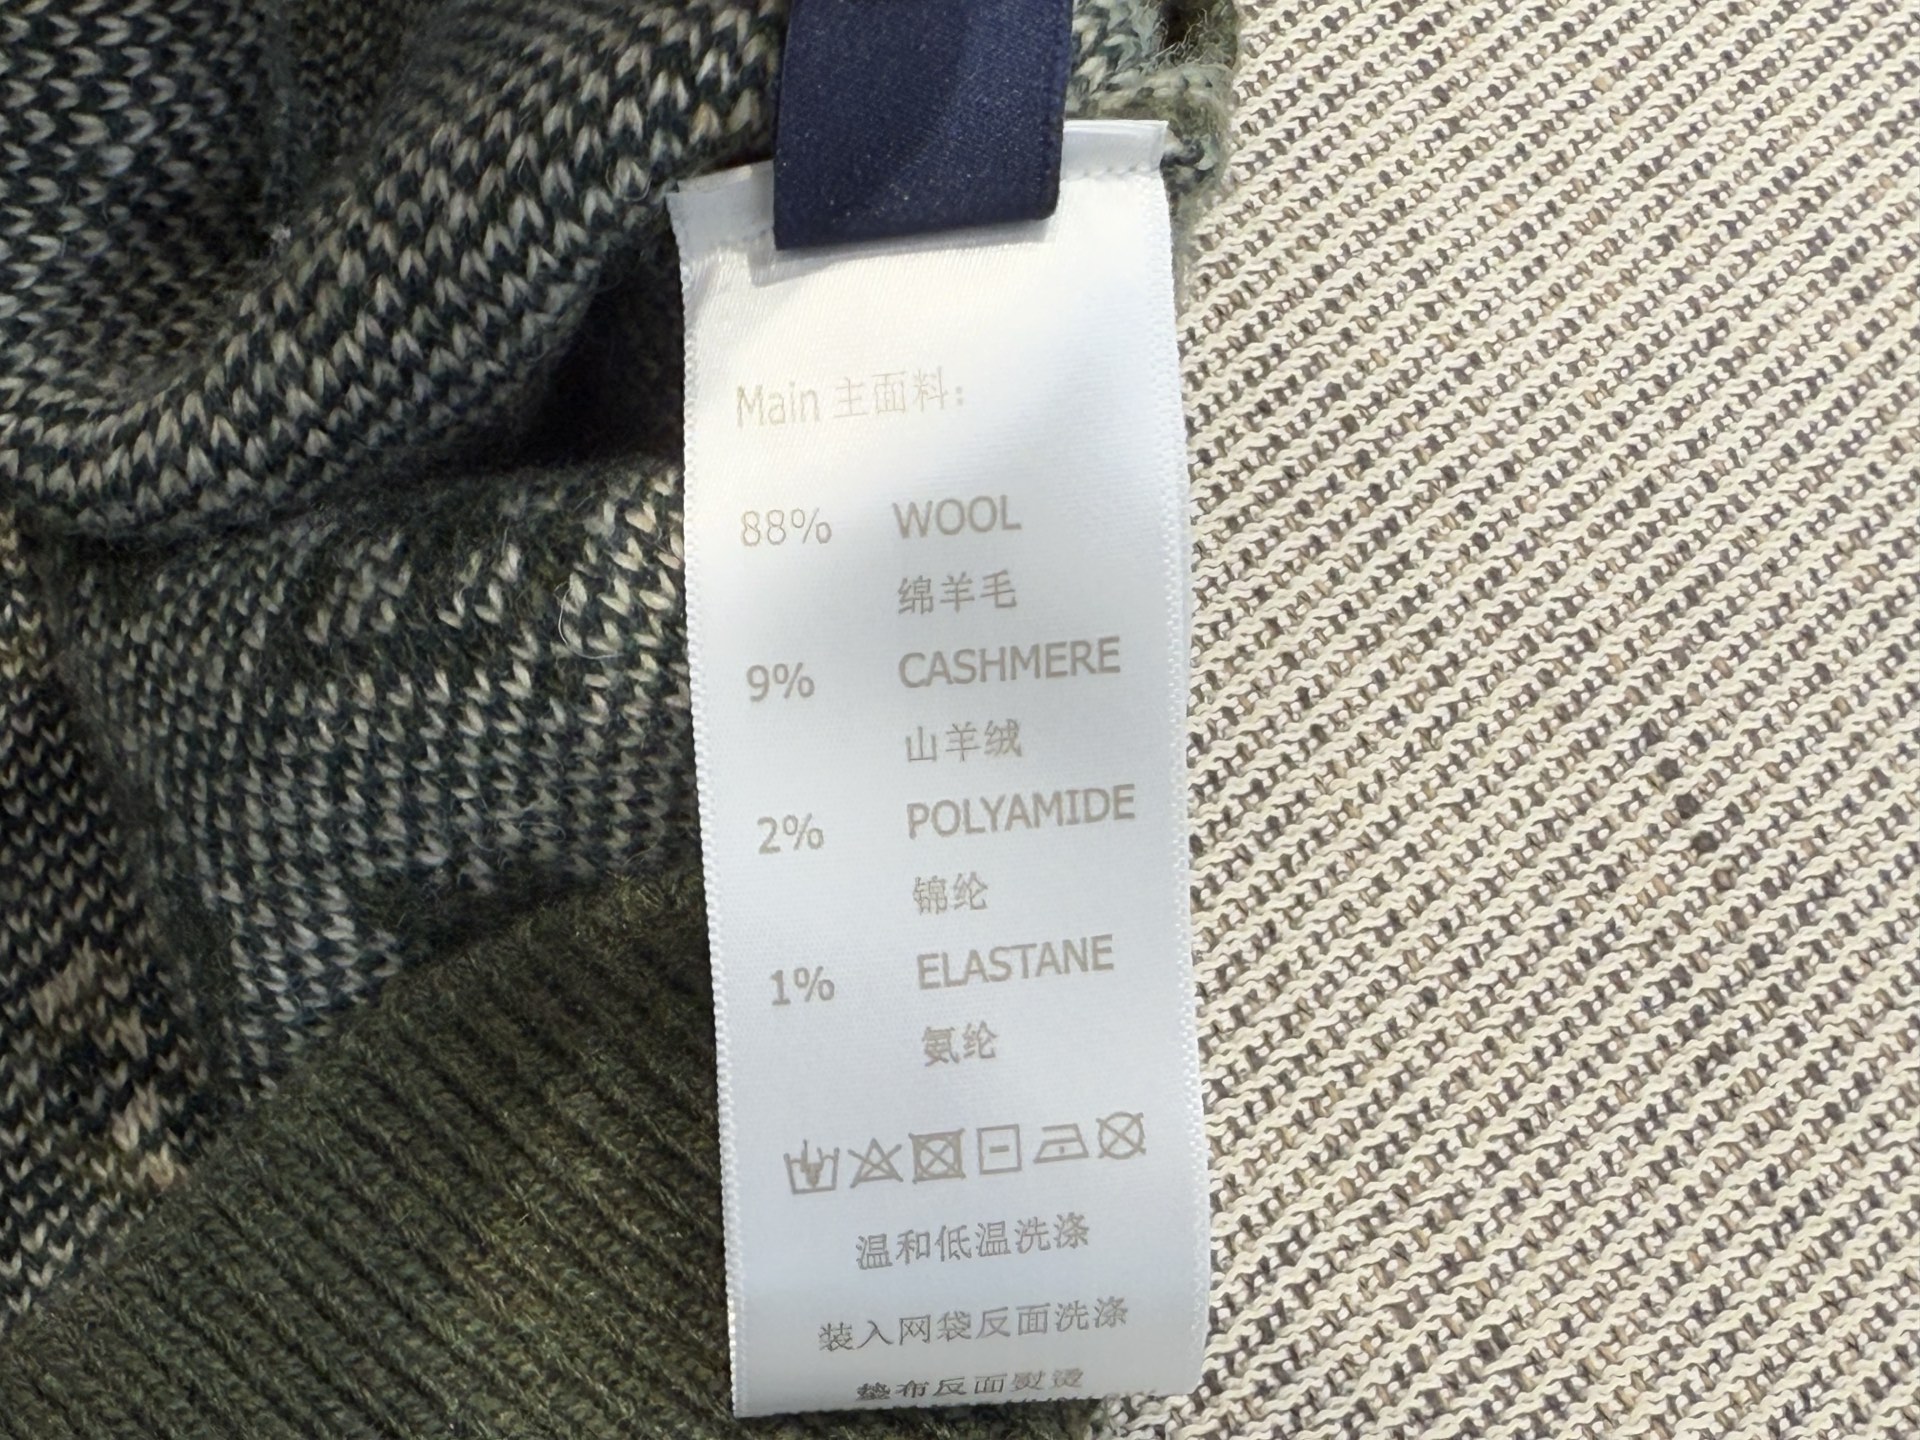 Main 主面料:
88% WOOL
绵羊毛
9% CASHMERE
山羊绒
2% POLYAMIDE
锦纶
1% ELASTANE
氨纶
温和低温洗涤
装入网袋反面洗涤
垫布反面熨烫